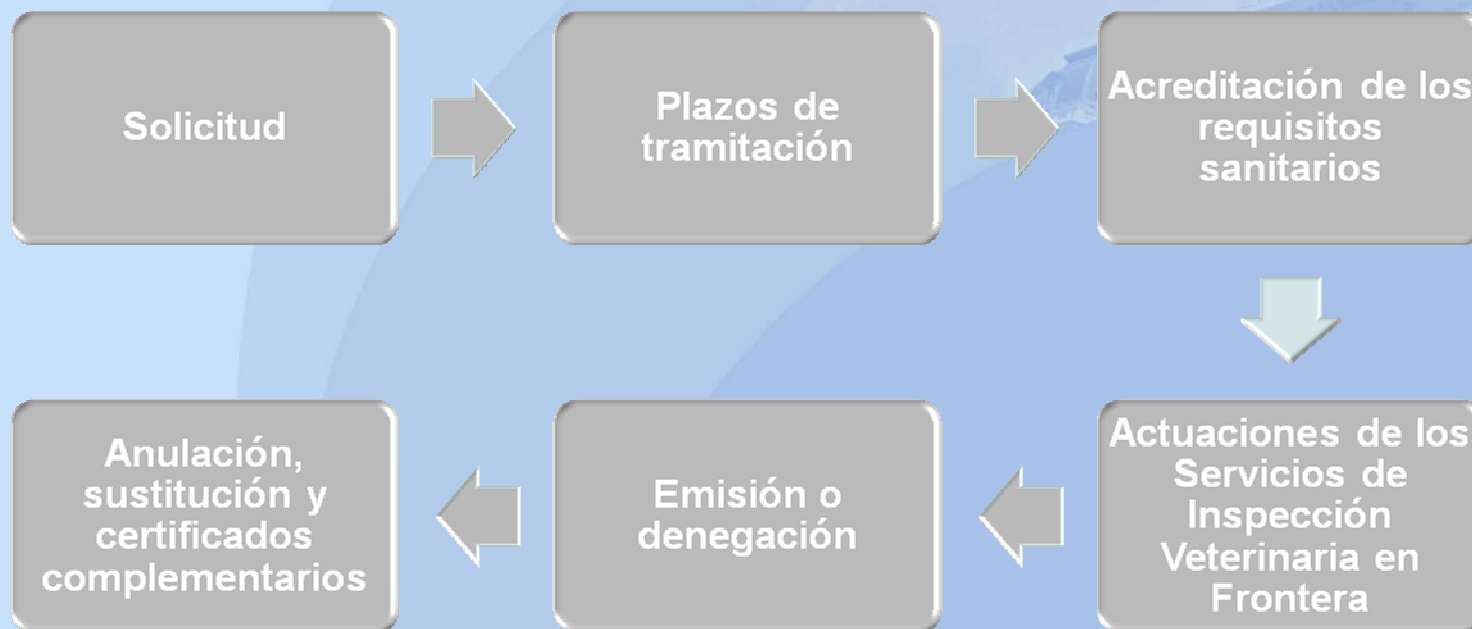 Solicitud
Plazos de
tramitación
Acreditación de los
requisitos
sanitarios
Actuaciones de los
Servicios de
Inspección
Veterinaria en
Frontera
Emisión o
denegación
Anulación,
sustitución y
certificados
complementarios